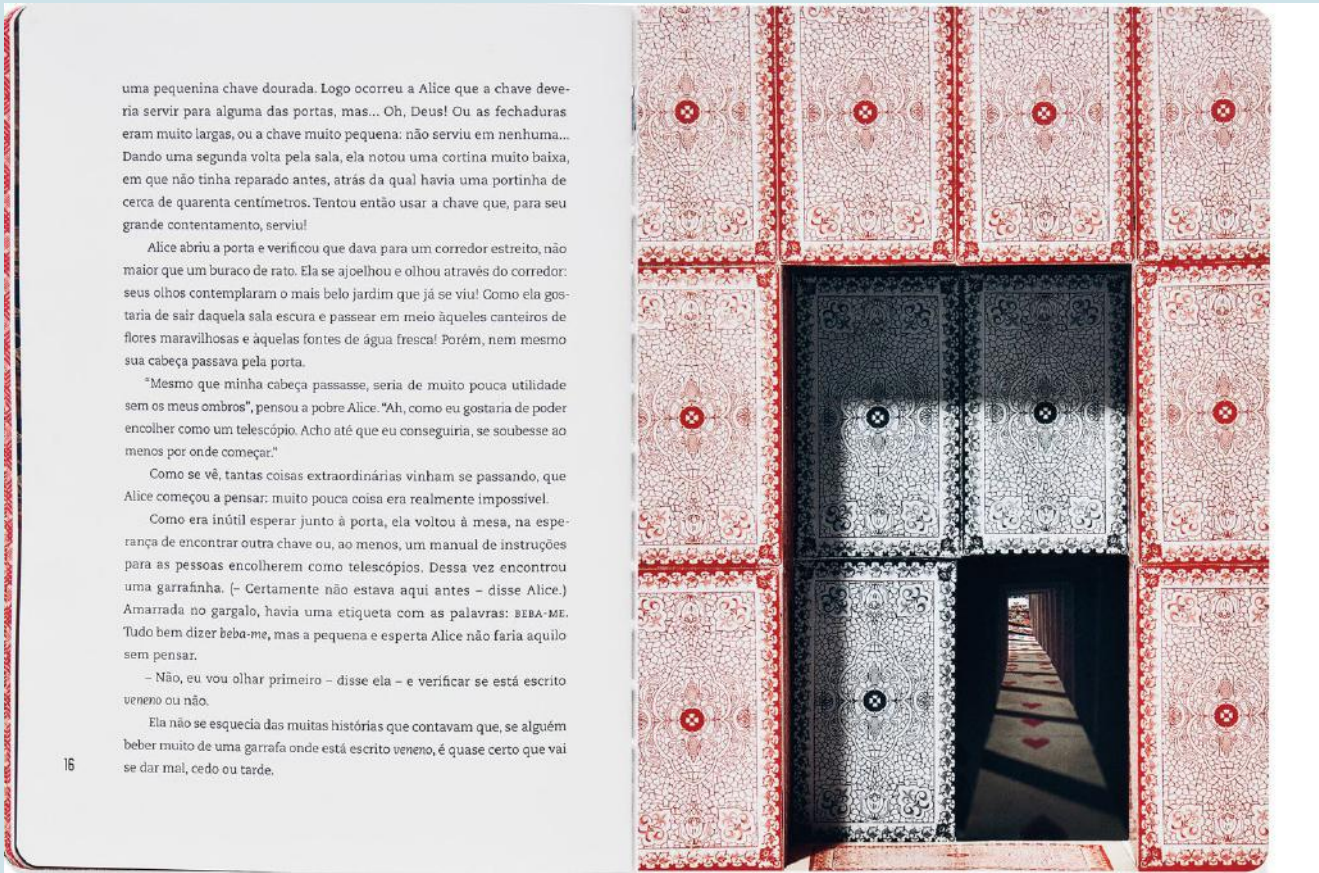 uma pequenina chave dourada. Logo ocorreu a Alice que a chave deve-
ria servir para alguma das portas, mas... Oh, Deus! Ou as fechaduras
eram muito largas, ou a chave muito pequena: não serviu em nenhuma...
Dando uma segunda volta pela sala, ela notou uma cortina muito baixa,
em que não tinha reparado antes, atrás da qual havia uma portinha de
cerca de quarenta centímetros. Tentou então usar a chave que, para seu
grande contentamento, serviu!
Alice abriu a porta e verificou que dava para um corredor estreito, não
maior que um buraco de rato. Ela se ajoelhou e olhou através do corredor:
seus olhos contemplaram o mais belo jardim que já se viu! Como ela gos-
taria de sair daquela sala escura e passear em meio àqueles canteiros de
flores maravilhosas e àquelas fontes de água fresca! Porém, nem mesmo
sua cabeça passava pela porta.
“Mesmo que minha cabeça passasse, seria de muito pouca utilidade
sem os meus ombros”, pensou a pobre Alice. “Ah, como eu gostaria de poder
encolher como um telescópio. Acho até que eu conseguiria, se soubesse ao
menos por onde começar.”
Como se vê, tantas coisas extraordinárias vinham se passando, que
Alice começou a pensar: muito pouca coisa era realmente impossível.
Como era inútil esperar junto à porta, ela voltou à mesa, na espe-
rança de encontrar outra chave ou, ao menos, um manual de instruções
para as pessoas encolherem como telescópios. Dessa vez encontrou
uma garrafinha. (– Certamente não estava aqui antes – disse Alice.)
Amarrada no gargalo, havia uma etiqueta com as palavras: BEBA-ME.
Tudo bem dizer beba-me, mas a pequena e esperta Alice não faria aquilo
sem pensar.
– Não, eu vou olhar primeiro – disse ela – e verificar se está escrito
veneno ou não.
Ela não se esquecia das muitas histórias que contavam que, se alguém
beber muito de uma garrafa onde está escrito veneno, é quase certo que vai
se dar mal, cedo ou tarde.
16